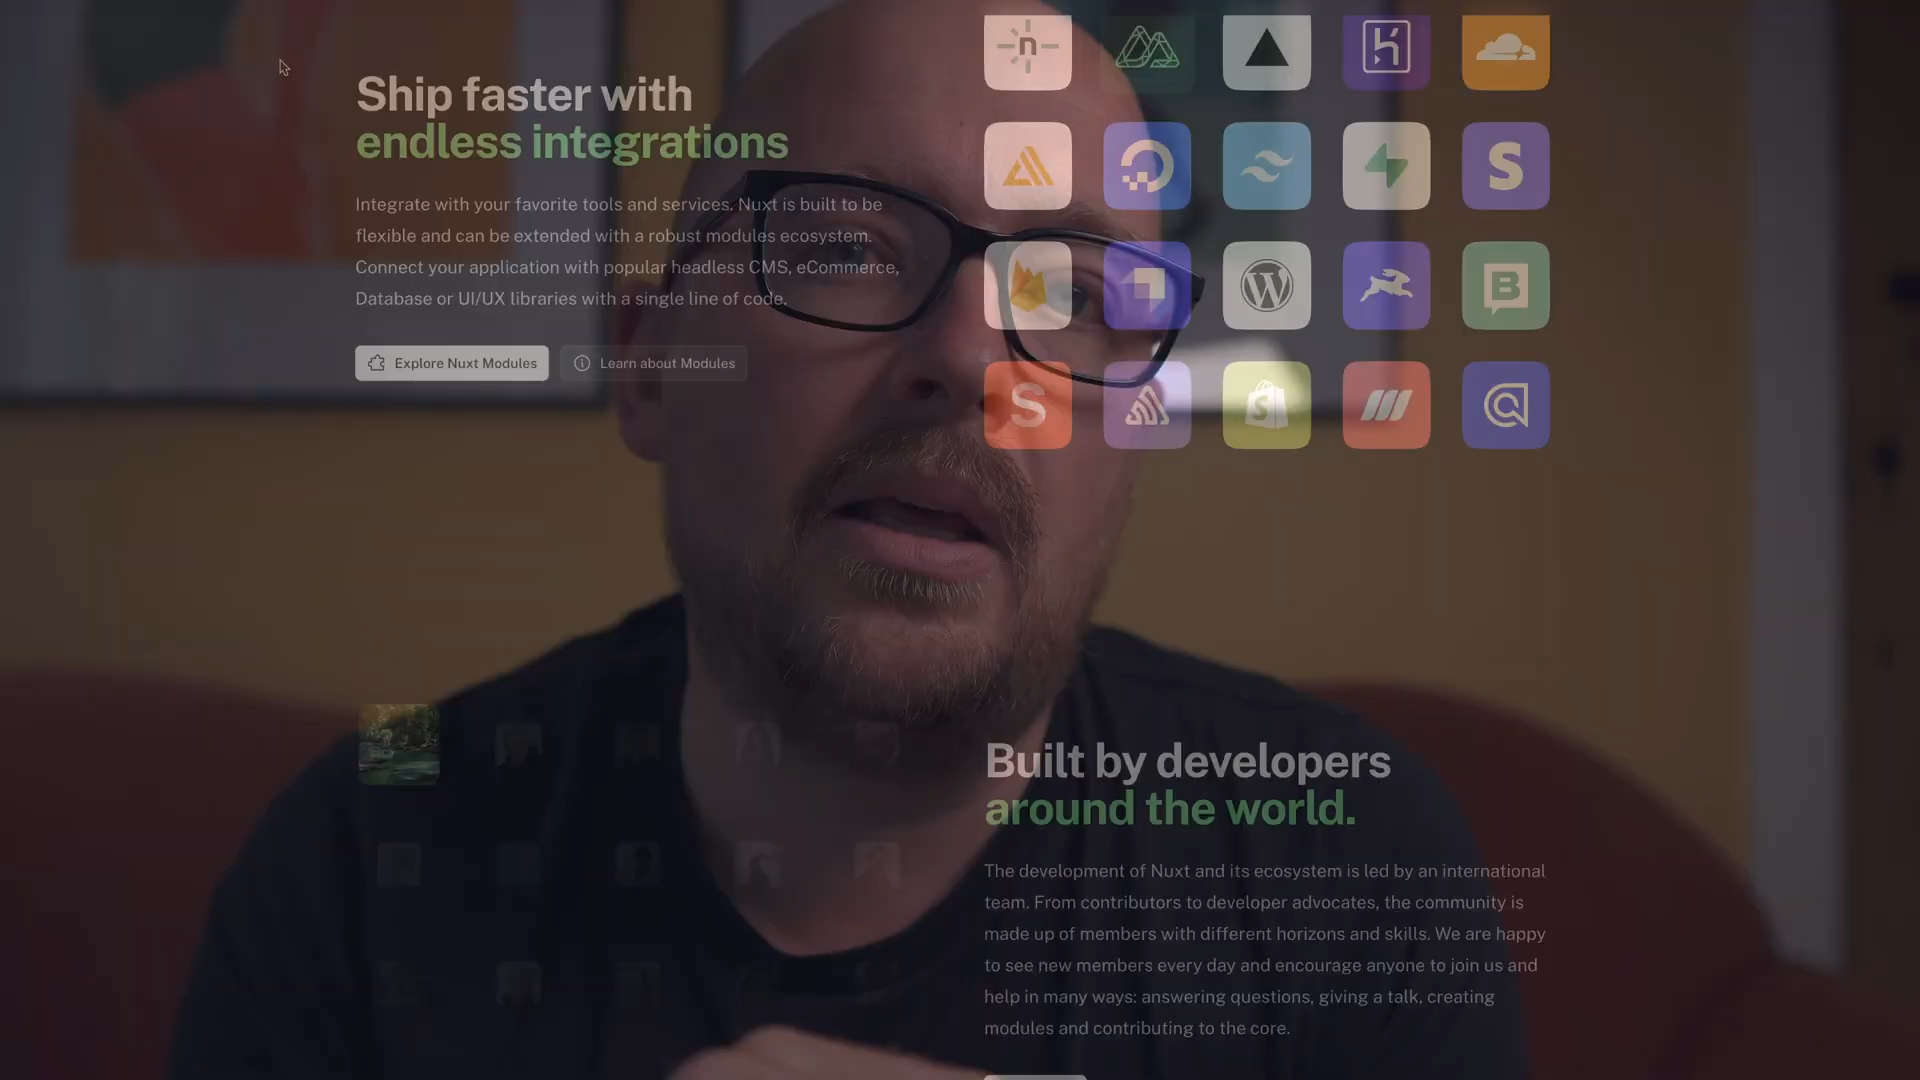 Ship faster with
endless integrations
Integrate with your favorite tools and services. Nuxt is built to be
flexible and can be extended with a robust modules ecosystem.
Connect your application with popular headless CMS, eCommerce,
Database or UI/UX libraries with a single line of code.
Explore Nuxt Modules
Learn about Modules
n
S
W
B
S
S
Built by developers
around the world.
The development of Nuxt and its ecosystem is led by an international
team. From contributors to developer advocates, the community is
made up of members with different horizons and skills. We are happy
to see new members every day and encourage anyone to join us and
help in many ways: answering questions, giving a talk, creating
modules and contributing to the core.